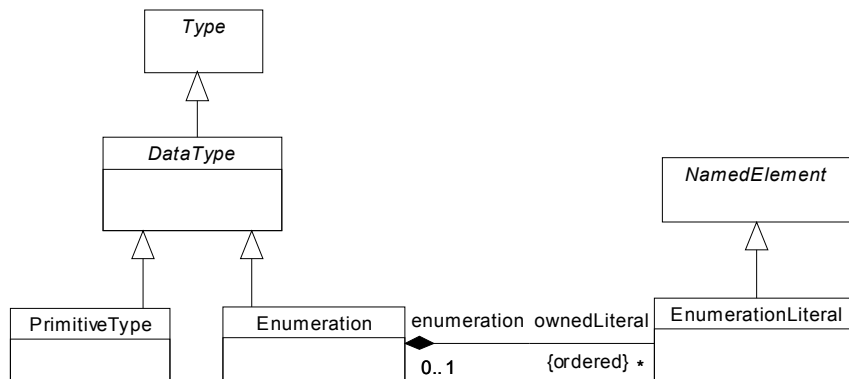 Type
DataType
NamedElement
PrimitiveType
Enumeration
enumeration ownedLiteral
EnumerationLiteral
0..1
{ordered} *